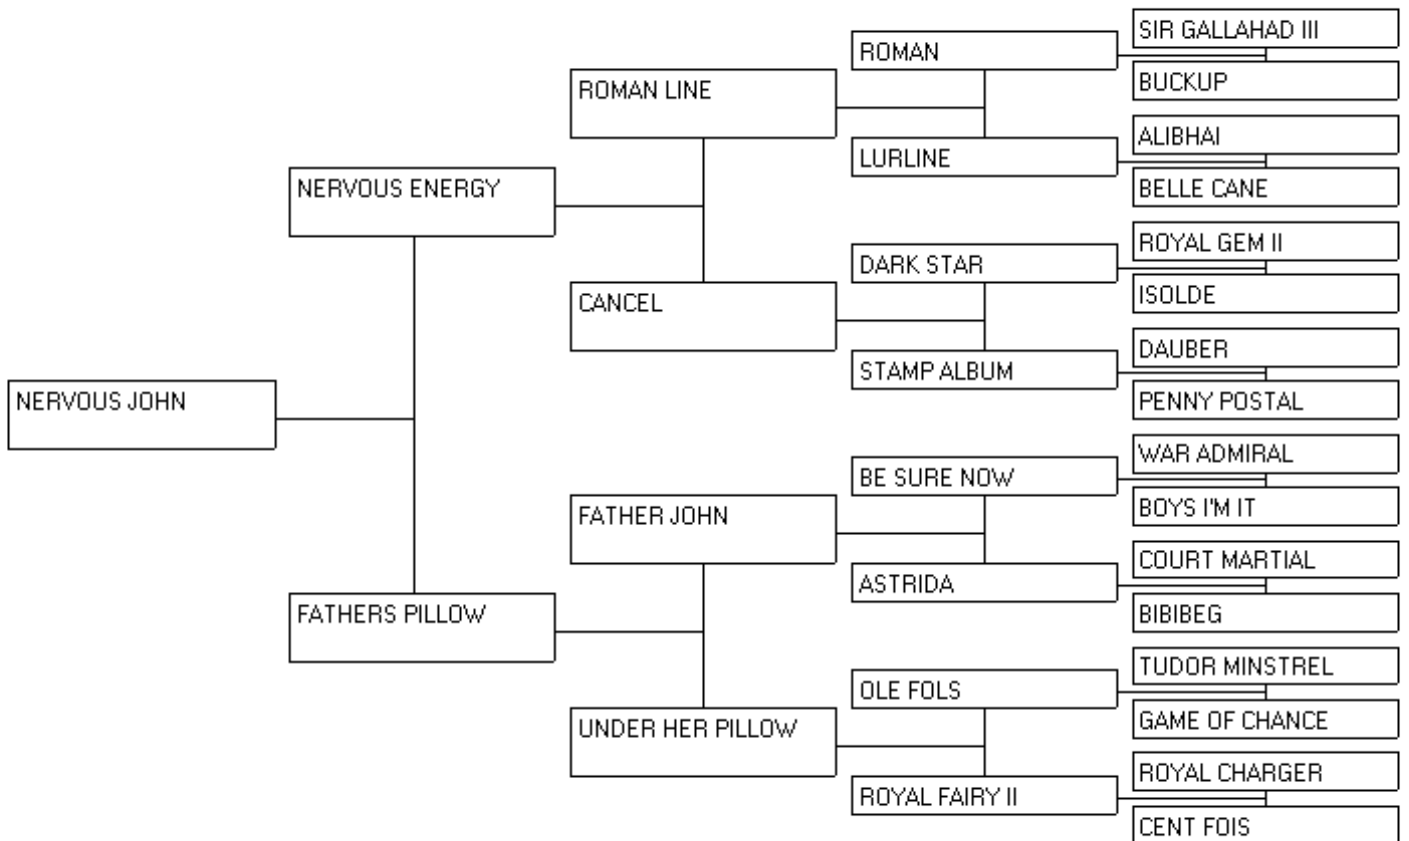 SIR GALLAHAD III
ROMAN
BUCKUP
ROMAN LINE
ALIBHAI
LURLINE
BELLE CANE
NERVOUS ENERGY
ROYAL GEM II
DARK STAR
ISOLDE
CANCEL
DAUBER
STAMP ALBUM
PENNY POSTAL
NERVOUS JOHN
WAR ADMIRAL
BE SURE NOW
BOYS I'M IT
FATHER JOHN
COURT MARTIAL
ASTRIDA
BIBIBEG
FATHERS PILLOW
TUDOR MINSTREL
OLE FOLS
GAME OF CHANCE
UNDER HER PILLOW
ROYAL CHARGER
ROYAL FAIRY II
CENT FOIS